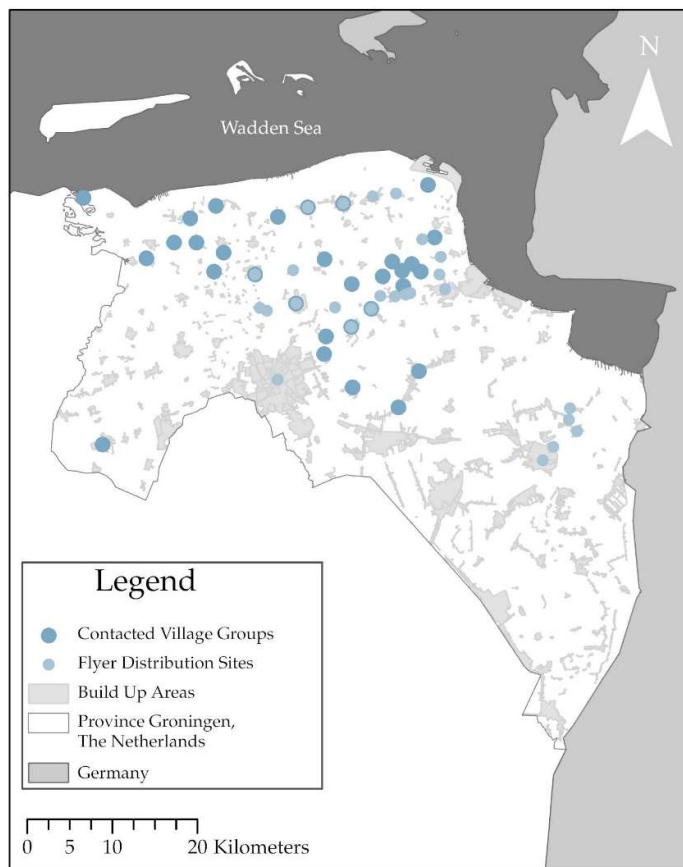 N
Wadden Sea
Legend
Contacted Village Groups
Flyer Distribution Sites
Build Up Areas
Province Groningen,
The Netherlands
Germany
0 5 10 20 Kilometers